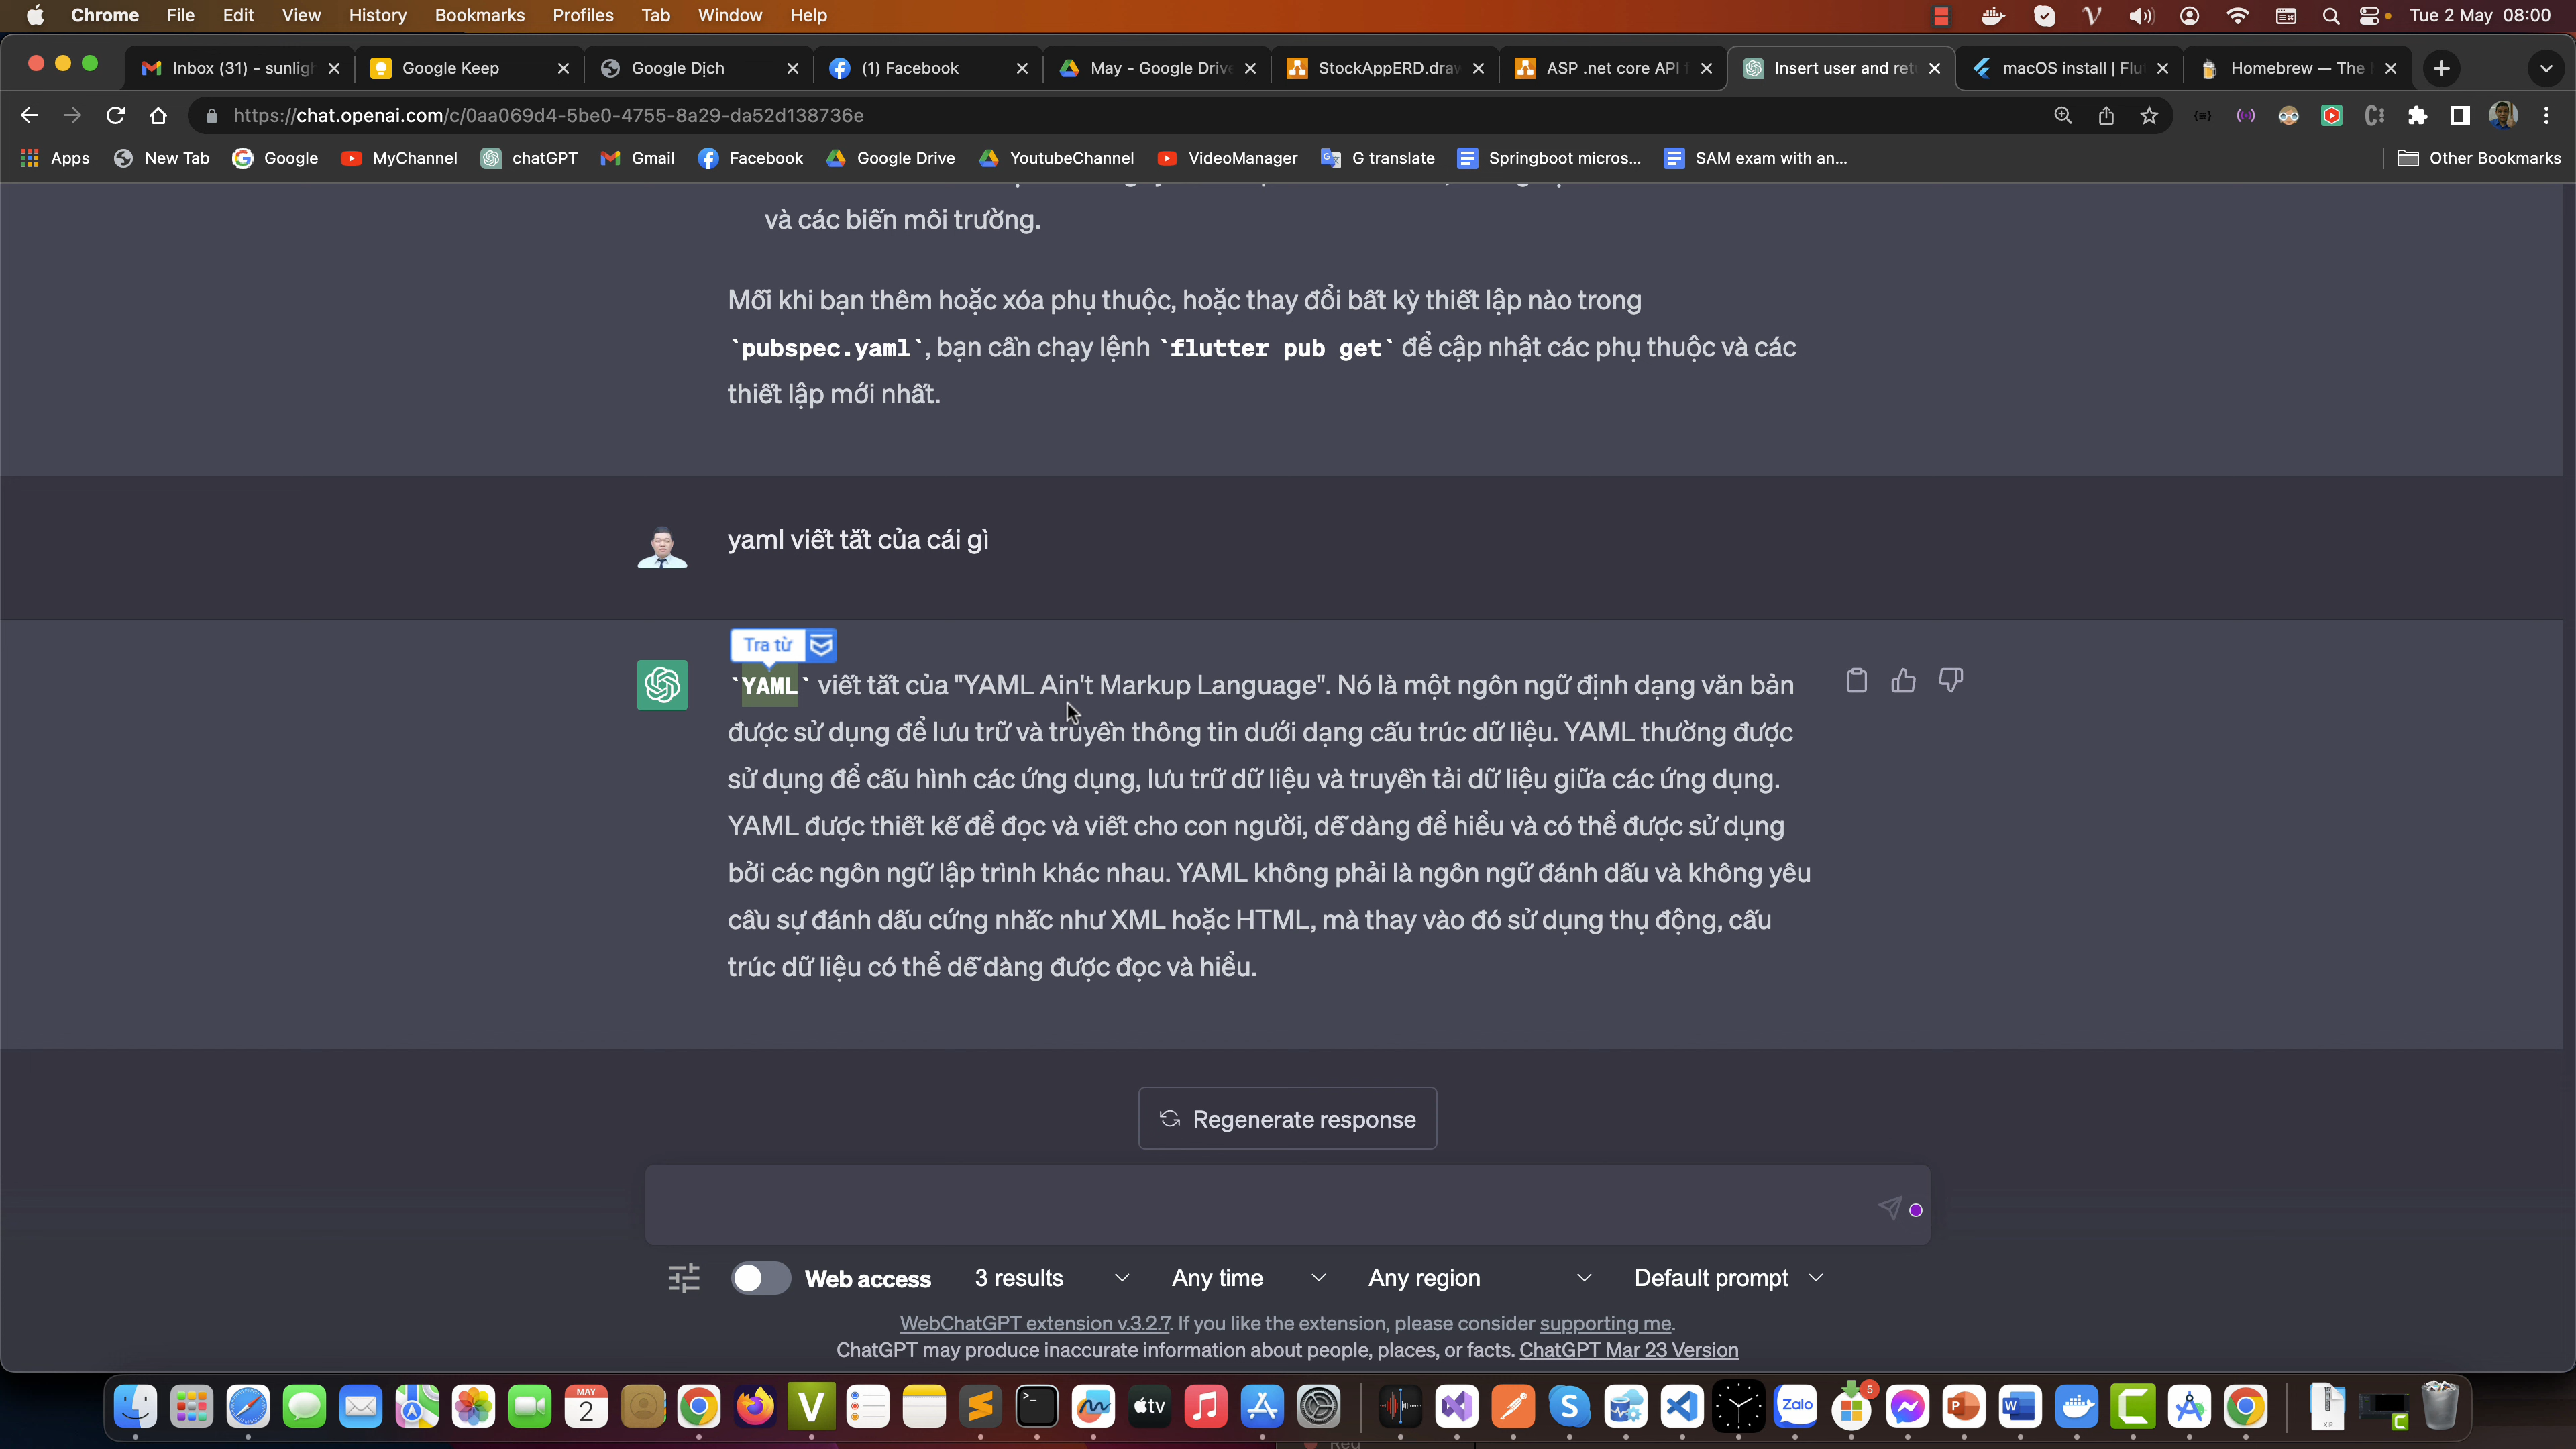 Chrome File Edit View History Bookmarks Profiles Tab Window Help Tue 2 May 08:00
Inbox (31) - sunligh Google Keep Google Dịch (1) Facebook May - Google Drive StockAppERD.draw ASP .net core API f Insert user and ret macOS install | Flu Homebrew — The
https://chat.openai.com/c/0aa069d4-5be0-4755-8a29-da52d138736e
Apps New Tab Google MyChannel chatGPT Gmail Facebook Google Drive YoutubeChannel VideoManager G translate Springboot micros... SAM exam with an... Other Bookmarks
và các biến môi trường.
Mỗi khi bạn thêm hoặc xóa phụ thuộc, hoặc thay đổi bất kỳ thiết lập nào trong
`pubspec.yaml`, bạn cần chạy lệnh `flutter pub get` để cập nhật các phụ thuộc và các
thiết lập mới nhất.
yaml viết tắt của cái gì
Tra từ
`YAML` viết tắt của "YAML Ain't Markup Language". Nó là một ngôn ngữ định dạng văn bản
được sử dụng để lưu trữ và truyền thông tin dưới dạng cấu trúc dữ liệu. YAML thường được
sử dụng để cấu hình các ứng dụng, lưu trữ dữ liệu và truyền tải dữ liệu giữa các ứng dụng.
YAML được thiết kế để đọc và viết cho con người, dễ dàng để hiểu và có thể được sử dụng
bởi các ngôn ngữ lập trình khác nhau. YAML không phải là ngôn ngữ đánh dấu và không yêu
cầu sự đánh dấu cứng nhắc như XML hoặc HTML, mà thay vào đó sử dụng thụ động, cấu
trúc dữ liệu có thể dễ dàng được đọc và hiểu.
Regenerate response
Web access 3 results Any time Any region Default prompt
WebChatGPT extension v.3.2.7. If you like the extension, please consider supporting me.
ChatGPT may produce inaccurate information about people, places, or facts. ChatGPT Mar 23 Version
MAY 2 tv Zalo 5